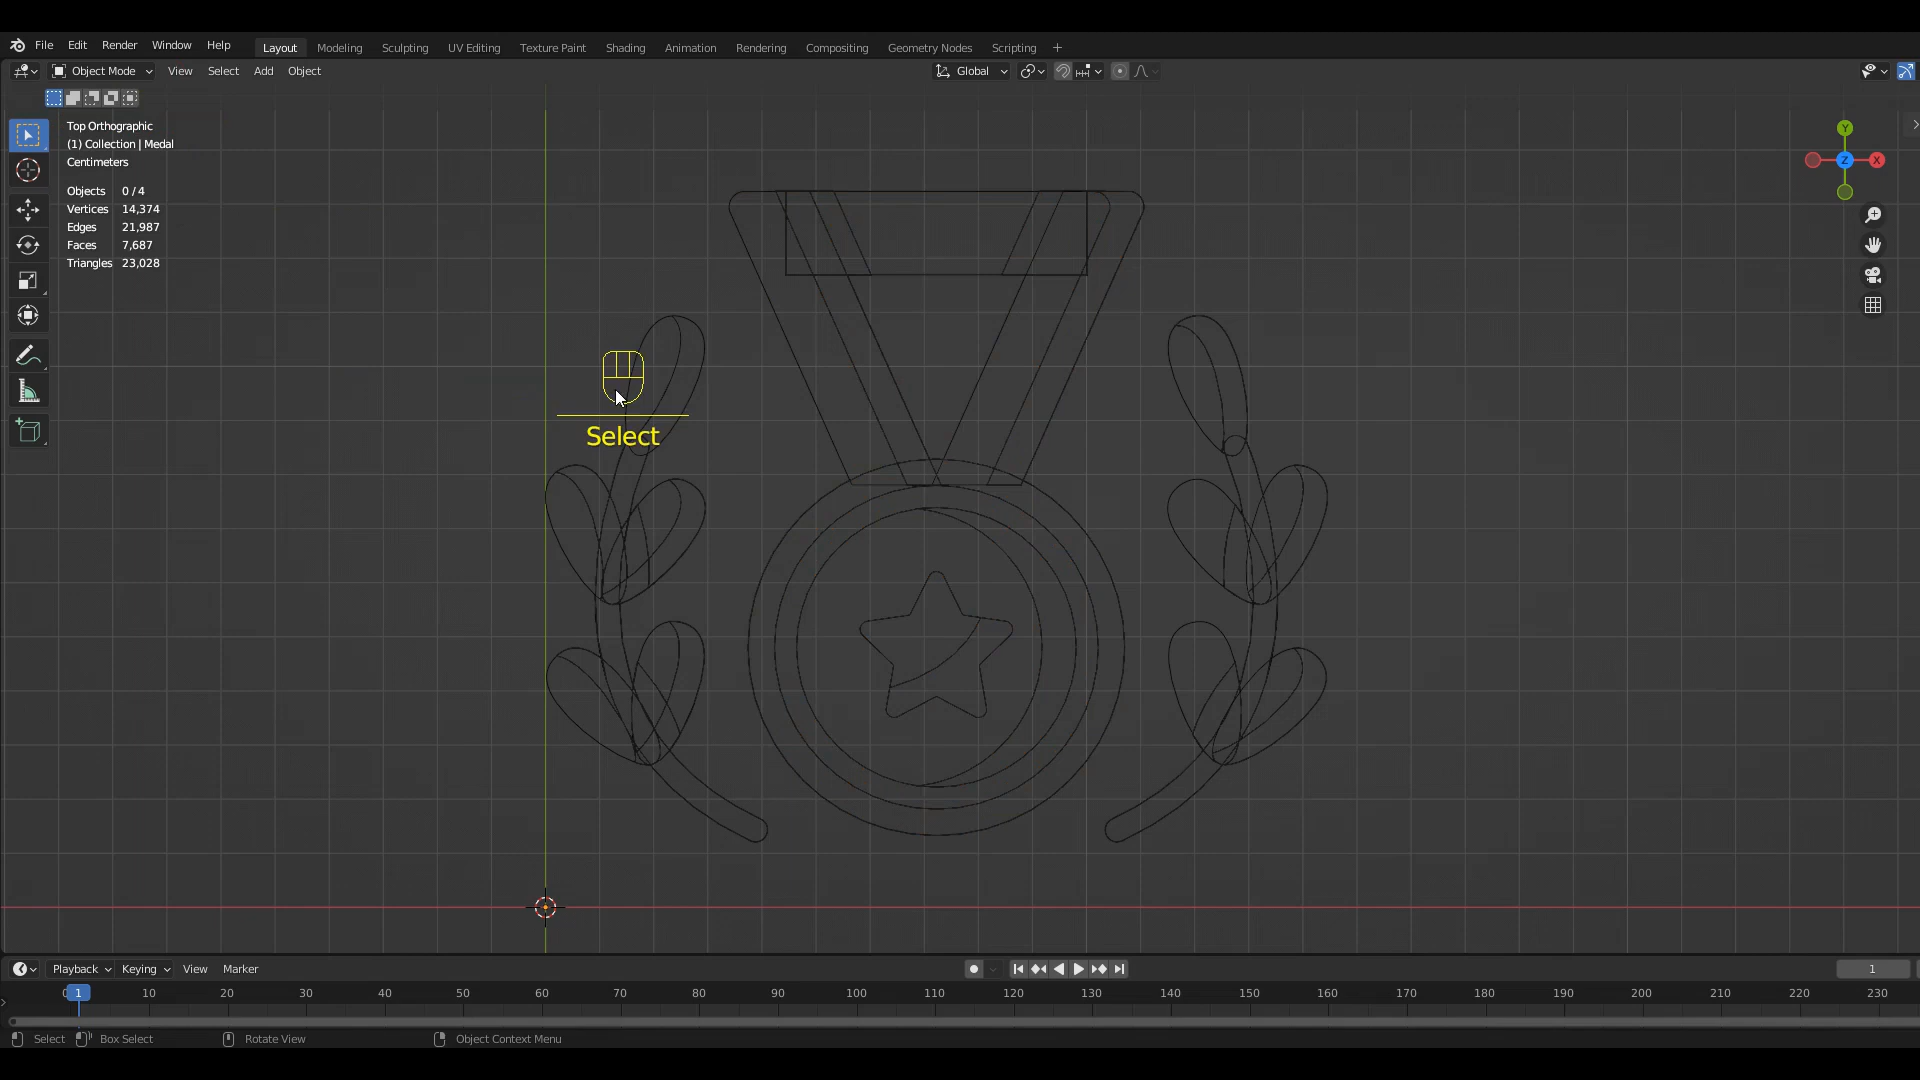 File Edit Render Window Help Layout Modeling Sculpting UV Editing Texture Paint Shading Animation Rendering Compositing Geometry Nodes Scripting +
Object Mode View Select Add Object Global
Top Orthographic
(1) Collection | Medal
Centimeters
Objects 0 / 4
Vertices 14,374
Edges 21,987
Faces 7,687
Triangles 23,028
Y
Z X
Select
Playback Keying View Marker 1
0 1 10 20 30 40 50 60 70 80 90 100 110 120 130 140 150 160 170 180 190 200 210 220 230
Select Box Select Rotate View Object Context Menu